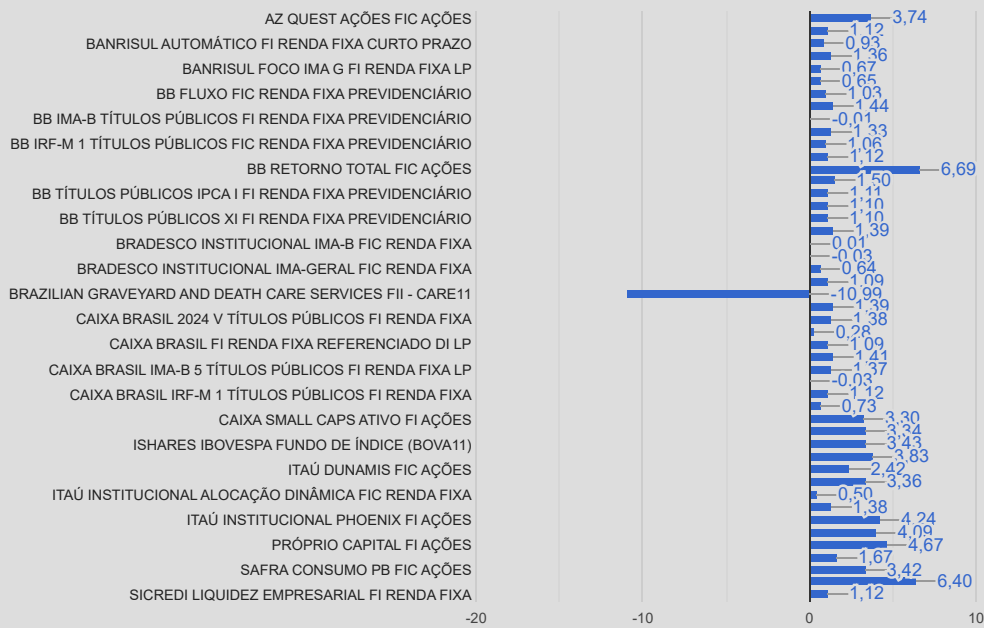 AZ QUEST AÇÕES FIC AÇÕES 3,74
1,12
BANRISUL AUTOMÁTICO FI RENDA FIXA CURTO PRAZO 0,93
1,36
BANRISUL FOCO IMA G FI RENDA FIXA LP 0,67
0,65
BB FLUXO FIC RENDA FIXA PREVIDENCIÁRIO 1,03
1,44
BB IMA-B TÍTULOS PÚBLICOS FI RENDA FIXA PREVIDENCIÁRIO -0,01
1,33
BB IRF-M 1 TÍTULOS PÚBLICOS FIC RENDA FIXA PREVIDENCIÁRIO 1,06
1,12
BB RETORNO TOTAL FIC AÇÕES 6,69
1,50
BB TÍTULOS PÚBLICOS IPCA I FI RENDA FIXA PREVIDENCIÁRIO 1,11
1,10
BB TÍTULOS PÚBLICOS XI FI RENDA FIXA PREVIDENCIÁRIO 1,10
1,39
BRADESCO INSTITUCIONAL IMA-B FIC RENDA FIXA 0,01
-0,03
BRADESCO INSTITUCIONAL IMA-GERAL FIC RENDA FIXA 0,64
1,09
BRAZILIAN GRAVEYARD AND DEATH CARE SERVICES FII - CARE11 -10,99
1,39
CAIXA BRASIL 2024 V TÍTULOS PÚBLICOS FI RENDA FIXA 1,38
0,28
CAIXA BRASIL FI RENDA FIXA REFERENCIADO DI LP 1,09
1,41
CAIXA BRASIL IMA-B 5 TÍTULOS PÚBLICOS FI RENDA FIXA LP 1,37
-0,03
CAIXA BRASIL IRF-M 1 TÍTULOS PÚBLICOS FI RENDA FIXA 1,12
0,73
CAIXA SMALL CAPS ATIVO FI AÇÕES 3,30
3,34
ISHARES IBOVESPA FUNDO DE ÍNDICE (BOVA11) 3,43
3,83
ITAÚ DUNAMIS FIC AÇÕES 2,42
3,36
ITAÚ INSTITUCIONAL ALOCAÇÃO DINÂMICA FIC RENDA FIXA 0,50
1,38
ITAÚ INSTITUCIONAL PHOENIX FI AÇÕES 4,24
4,09
PRÓPRIO CAPITAL FI AÇÕES 4,67
1,67
SAFRA CONSUMO PB FIC AÇÕES 3,42
6,40
SICREDI LIQUIDEZ EMPRESARIAL FI RENDA FIXA 1,12
-20 -10 0 10